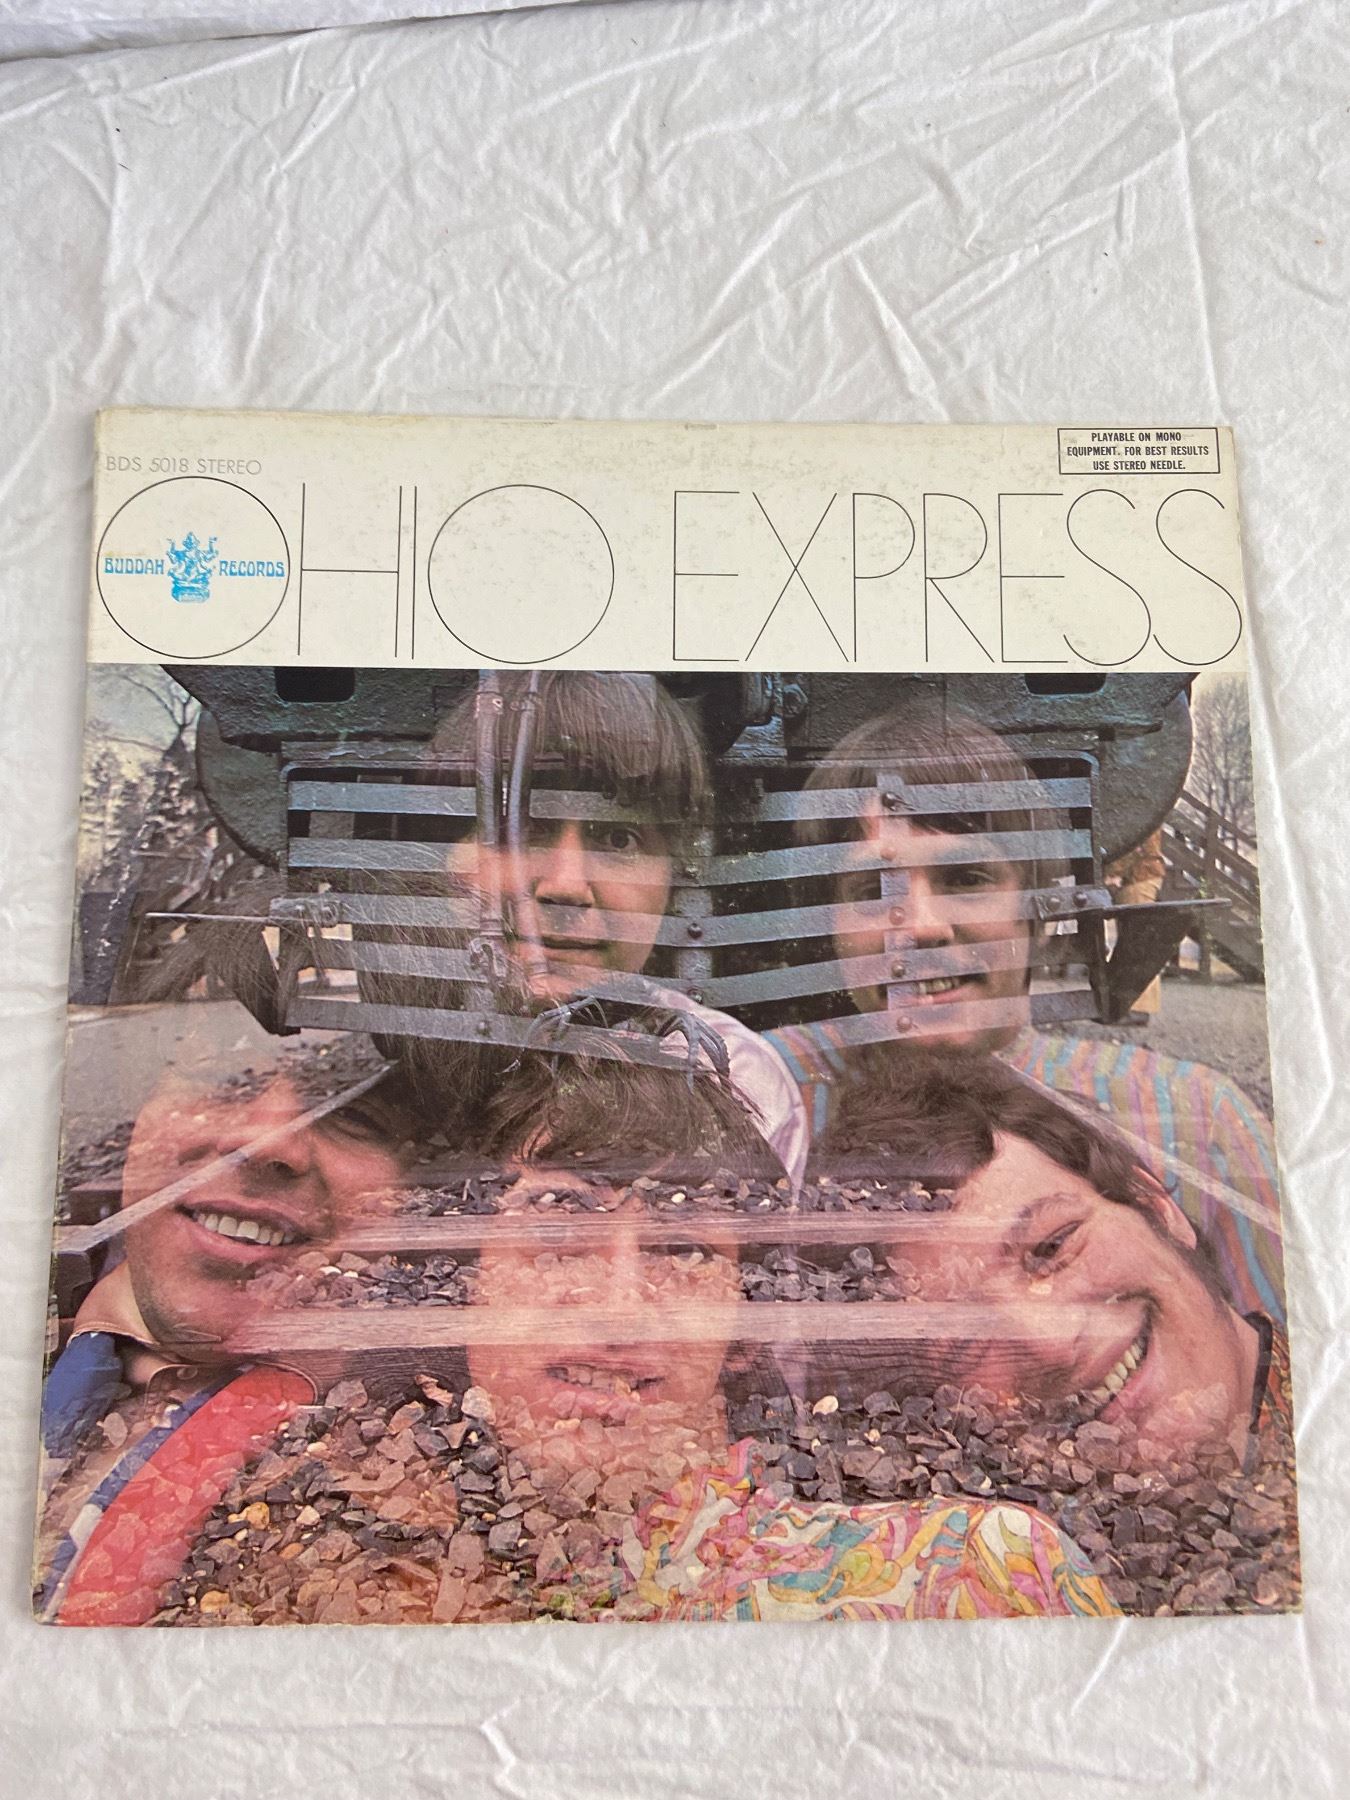 BDS 5018 STEREO
PLAYABLE ON MONO
EQUIPMENT. FOR BEST RESULTS
USE STEREO NEEDLE.
OHIO EXPRESS
BUDDAH RECORDS